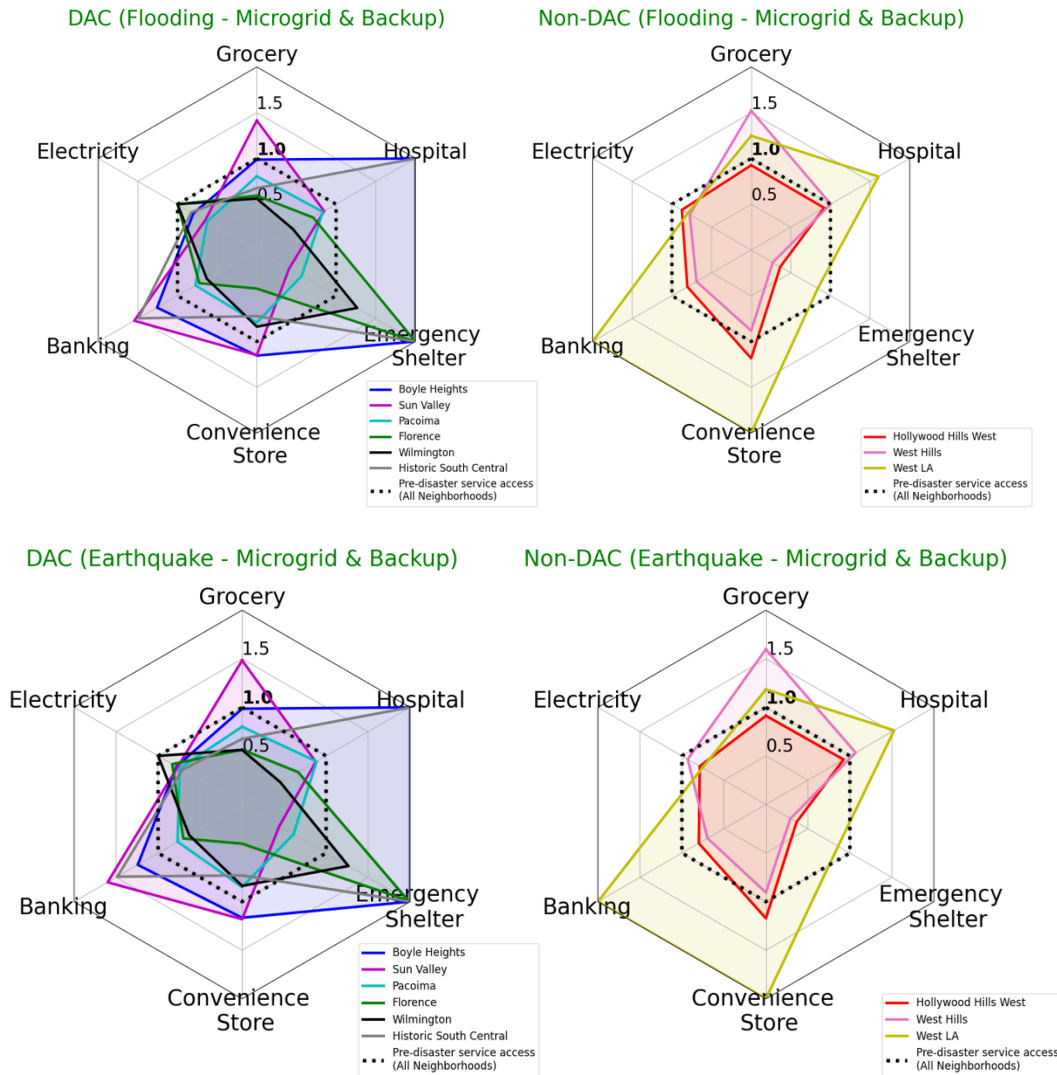 DAC (Flooding - Microgrid & Backup)
Grocery
1.5
Electricity
1.0
Hospital
0.5
Banking
Emergency
Shelter
Convenience
Store
Boyle Heights
Sun Valley
Pacoima
Florence
Wilmington
Historic South Central
Pre-disaster service access
(All Neighborhoods)
Non-DAC (Flooding - Microgrid & Backup)
Grocery
1.5
Electricity
1.0
Hospital
0.5
Banking
Emergency
Shelter
Convenience
Store
Hollywood Hills West
West Hills
West LA
Pre-disaster service access
(All Neighborhoods)
DAC (Earthquake - Microgrid & Backup)
Grocery
1.5
Electricity
1.0
Hospital
0.5
Banking
Emergency
Shelter
Convenience
Store
Boyle Heights
Sun Valley
Pacoima
Florence
Wilmington
Historic South Central
Pre-disaster service access
(All Neighborhoods)
Non-DAC (Earthquake - Microgrid & Backup)
Grocery
1.5
Electricity
1.0
Hospital
0.5
Banking
Emergency
Shelter
Convenience
Store
Hollywood Hills West
West Hills
West LA
Pre-disaster service access
(All Neighborhoods)